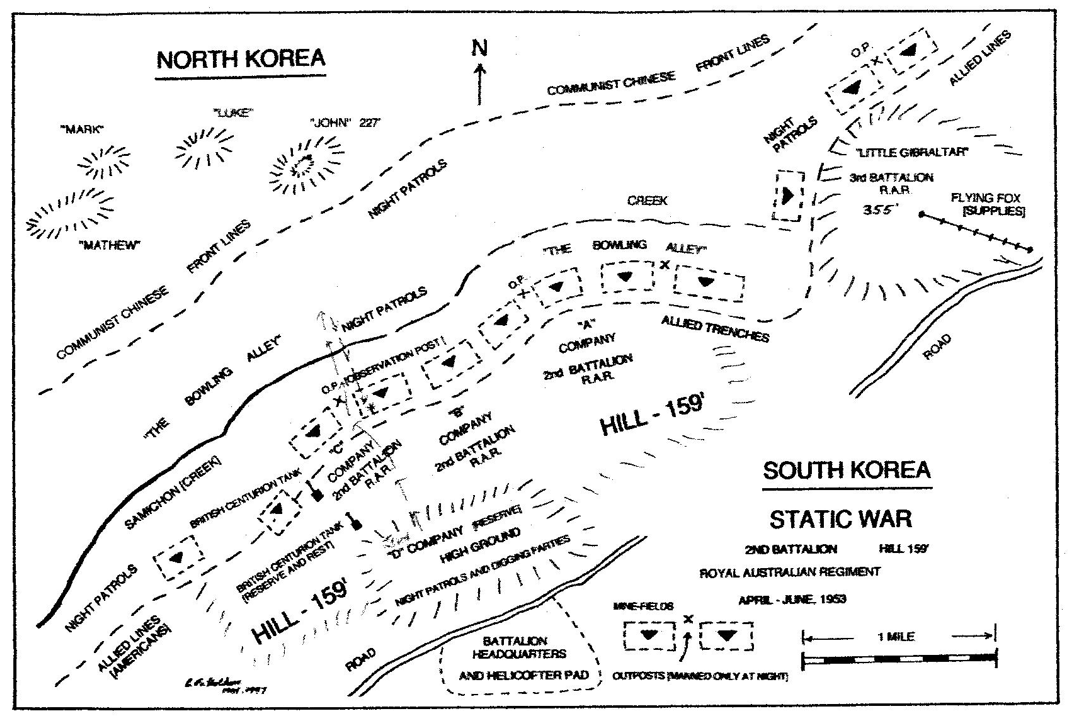 NORTH KOREA
N
"MARK"
"LUKE"
"JOHN" 227'
"MATHEW"
COMMUNIST CHINESE FRONT LINES
NIGHT PATROLS
COMMUNIST CHINESE FRONT LINES
O.P.
ALLIED LINES
NIGHT
PATROLS
"LITTLE GIBRALTAR"
3rd BATTALION
R.A.R.
355'
FLYING FOX
[SUPPLIES]
ROAD
CREEK
"THE BOWLING ALLEY"
O.P.
NIGHT PATROLS
"THE BOWLING ALLEY"
O.P. [OBSERVATION POST]
ALLIED TRENCHES
"A"
COMPANY
2nd BATTALION
R.A.R.
HILL - 159'
"B"
COMPANY
2nd BATTALION
R.A.R.
"C"
COMPANY
2nd BATTALION
R.A.R.
SAMICHON [CREEK]
BRITISH CENTURION TANK
BRITISH CENTURION TANK
[RESERVE AND REST]
"D" COMPANY [RESERVE]
HIGH GROUND
NIGHT PATROLS AND DIGGING PARTIES
HILL - 159'
NIGHT PATROLS
ALLIED LINES
[AMERICANS]
ROAD
BATTALION
HEADQUARTERS
AND HELICOFTER PAD
SOUTH KOREA
STATIC WAR
2ND BATTALION HILL 159'
ROYAL AUSTRALIAN REGIMENT
APRIL - JUNE, 1953
MINE-FIELDS
X
OUTPOSTS [MANNED ONLY AT NIGHT]
1 MILE
1997